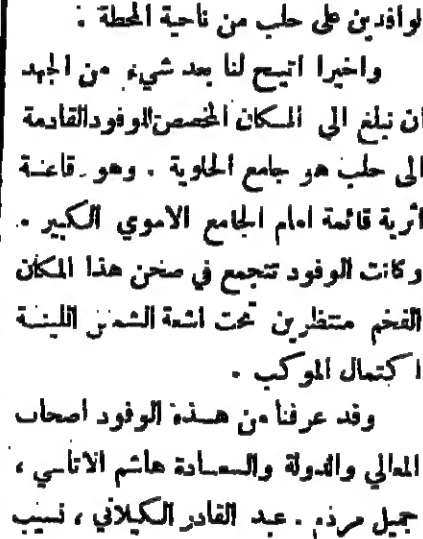 لوافدين على حلب من ناحية المحطة :
واخيرا اتيح لنا بعد شيء من الجهد
ان نبلغ الي المكان المخصص للوفود القادمة
الى حلب هو جامع الحلوية . وهو قاعة
اثرية قائمة امام الجامع الاموي الكبير .
وكانت الوفود تتجمع في صحن هذا المكان
الفخم منتظرين تحت اشعة الشمس اللينة
اكتمال الموكب .
وقد عرفنا من هذه الوفود اصحاب
المعالي والدولة والسعادة هاشم الاتاسي ،
جميل مردم . عبد القادر الكيلاني ، نسيب